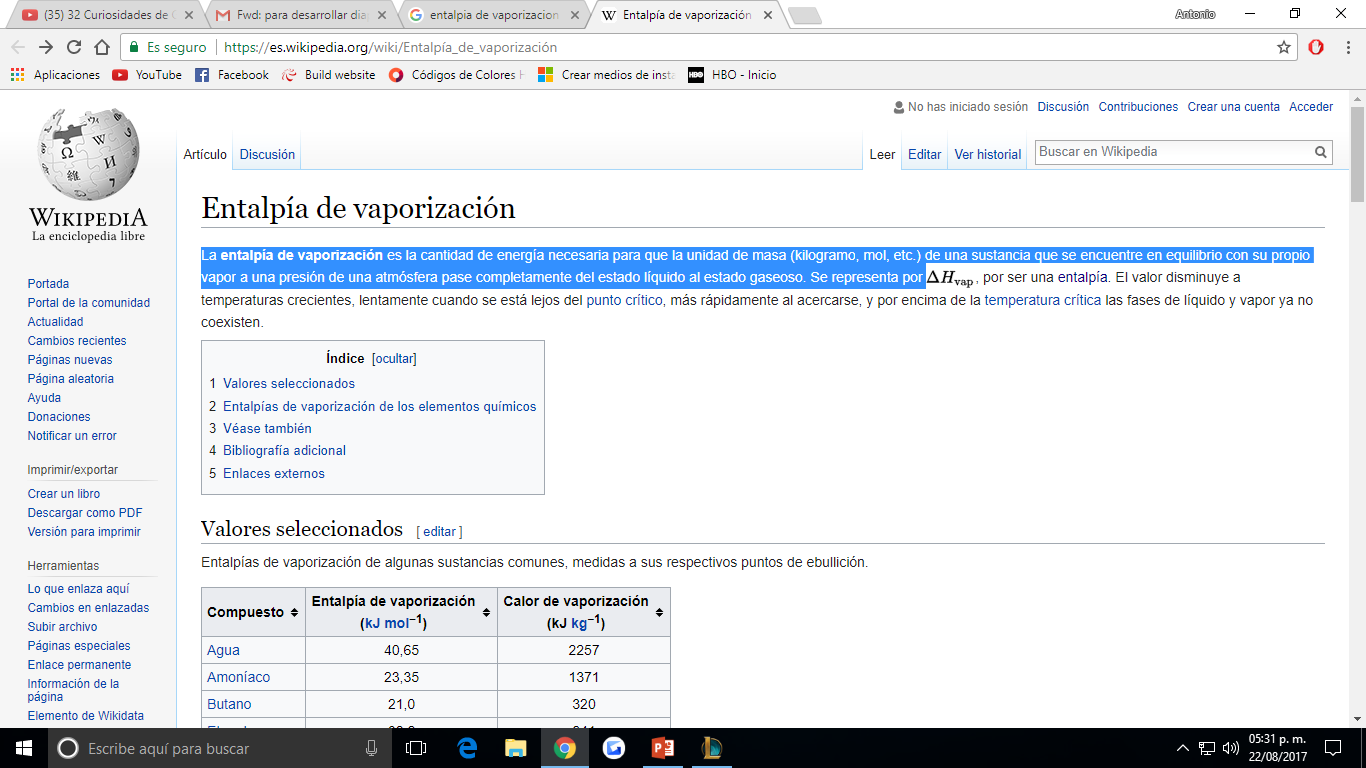 (35) 32 Curiosidades de
Fwd: para desarrollar dia
entalpia de vaporizacion
Entalpía de vaporización
Antonio
Es seguro
https://es.wikipedia.org/wiki/Entalpía_de_vaporización
Aplicaciones YouTube Facebook Build website Códigos de Colores Crear medios de insta HBO - Inicio
No has iniciado sesión Discusión Contribuciones Crear una cuenta Acceder
Artículo Discusión Leer Editar Ver historial Buscar en Wikipedia
WIKIPEDIA
La enciclopedia libre
Portada
Portal de la comunidad
Actualidad
Cambios recientes
Páginas nuevas
Página aleatoria
Ayuda
Donaciones
Notificar un error
Imprimir/exportar
Crear un libro
Descargar como PDF
Versión para imprimir
Herramientas
Lo que enlaza aquí
Cambios en enlazadas
Subir archivo
Páginas especiales
Enlace permanente
Información de la
página
Elemento de Wikidata
Entalpía de vaporización
La entalpía de vaporización es la cantidad de energía necesaria para que la unidad de masa (kilogramo, mol, etc.) de una sustancia que se encuentre en equilibrio con su propio
vapor a una presión de una atmósfera pase completamente del estado líquido al estado gaseoso. Se representa por ΔHvap, por ser una entalpía. El valor disminuye a
temperaturas crecientes, lentamente cuando se está lejos del punto crítico, más rápidamente al acercarse, y por encima de la temperatura crítica las fases de líquido y vapor ya no
coexisten.
Índice [ocultar]
1 Valores seleccionados
2 Entalpías de vaporización de los elementos químicos
3 Véase también
4 Bibliografía adicional
5 Enlaces externos
Valores seleccionados [ editar ]
Entalpías de vaporización de algunas sustancias comunes, medidas a sus respectivos puntos de ebullición.
Compuesto Entalpía de vaporización Calor de vaporización
(kJ mol⁻¹) (kJ kg⁻¹)
Agua 40,65 2257
Amoníaco 23,35 1371
Butano 21,0 320
Escribe aquí para buscar
05:31 p. m.
22/08/2017